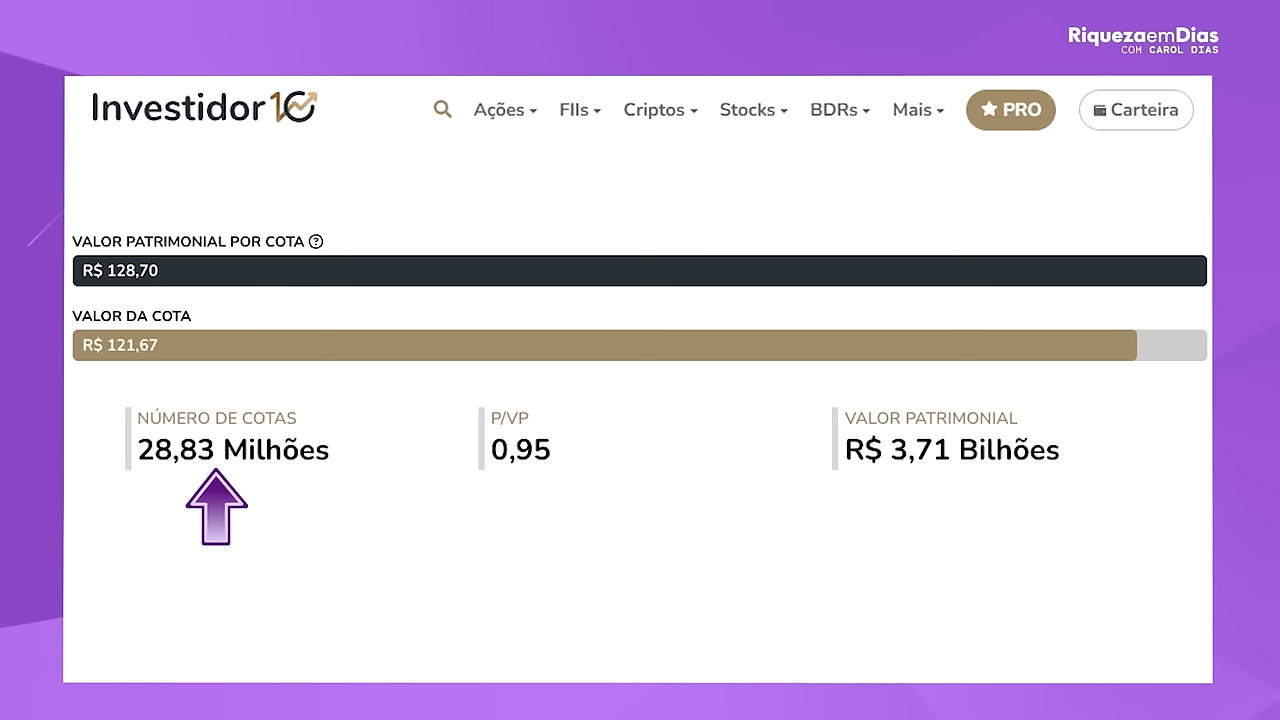 RiquezaemDias
COM CAROL DIAS
Investidor10
Ações
FIIs
Criptos
Stocks
BDRs
Mais
PRO
Carteira
VALOR PATRIMONIAL POR COTA ?
R$ 128,70
VALOR DA COTA
R$ 121,67
NÚMERO DE COTAS
28,83 Milhões
P/VP
0,95
VALOR PATRIMONIAL
R$ 3,71 Bilhões